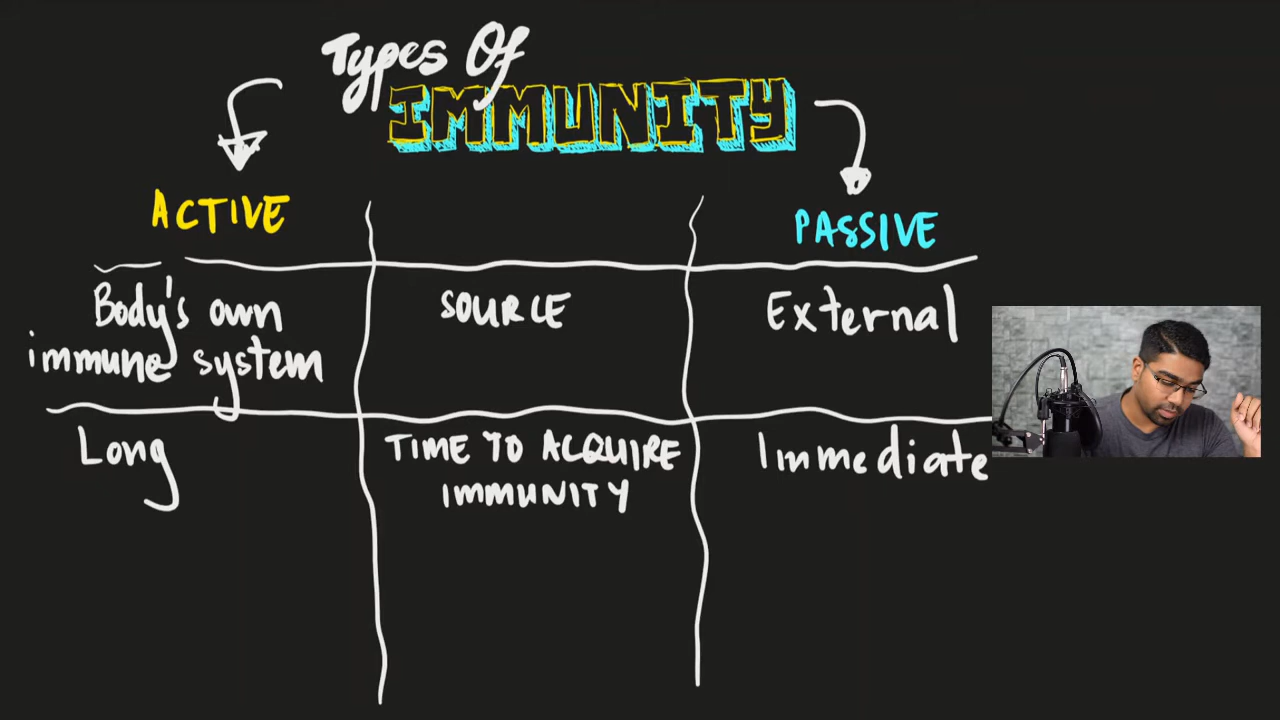 Types Of
IMMUNITY
ACTIVE
PASSIVE
Body's own
immune system
SOURCE
External
Long
TIME TO ACQUIRE
IMMUNITY
Immediate